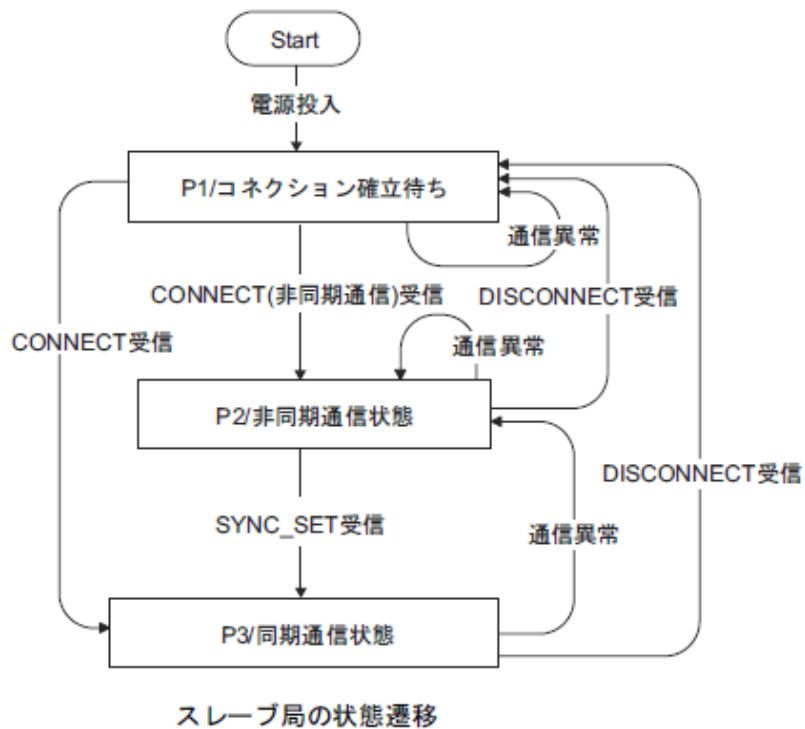 Start
電源投入
P1/コネクション確立待ち
通信異常
CONNECT(非同期通信)受信
DISCONNECT受信
CONNECT受信
通信異常
P2/非同期通信状態
DISCONNECT受信
SYNC_SET受信
通信異常
P3/同期通信状態
スレーブ局の状態遷移